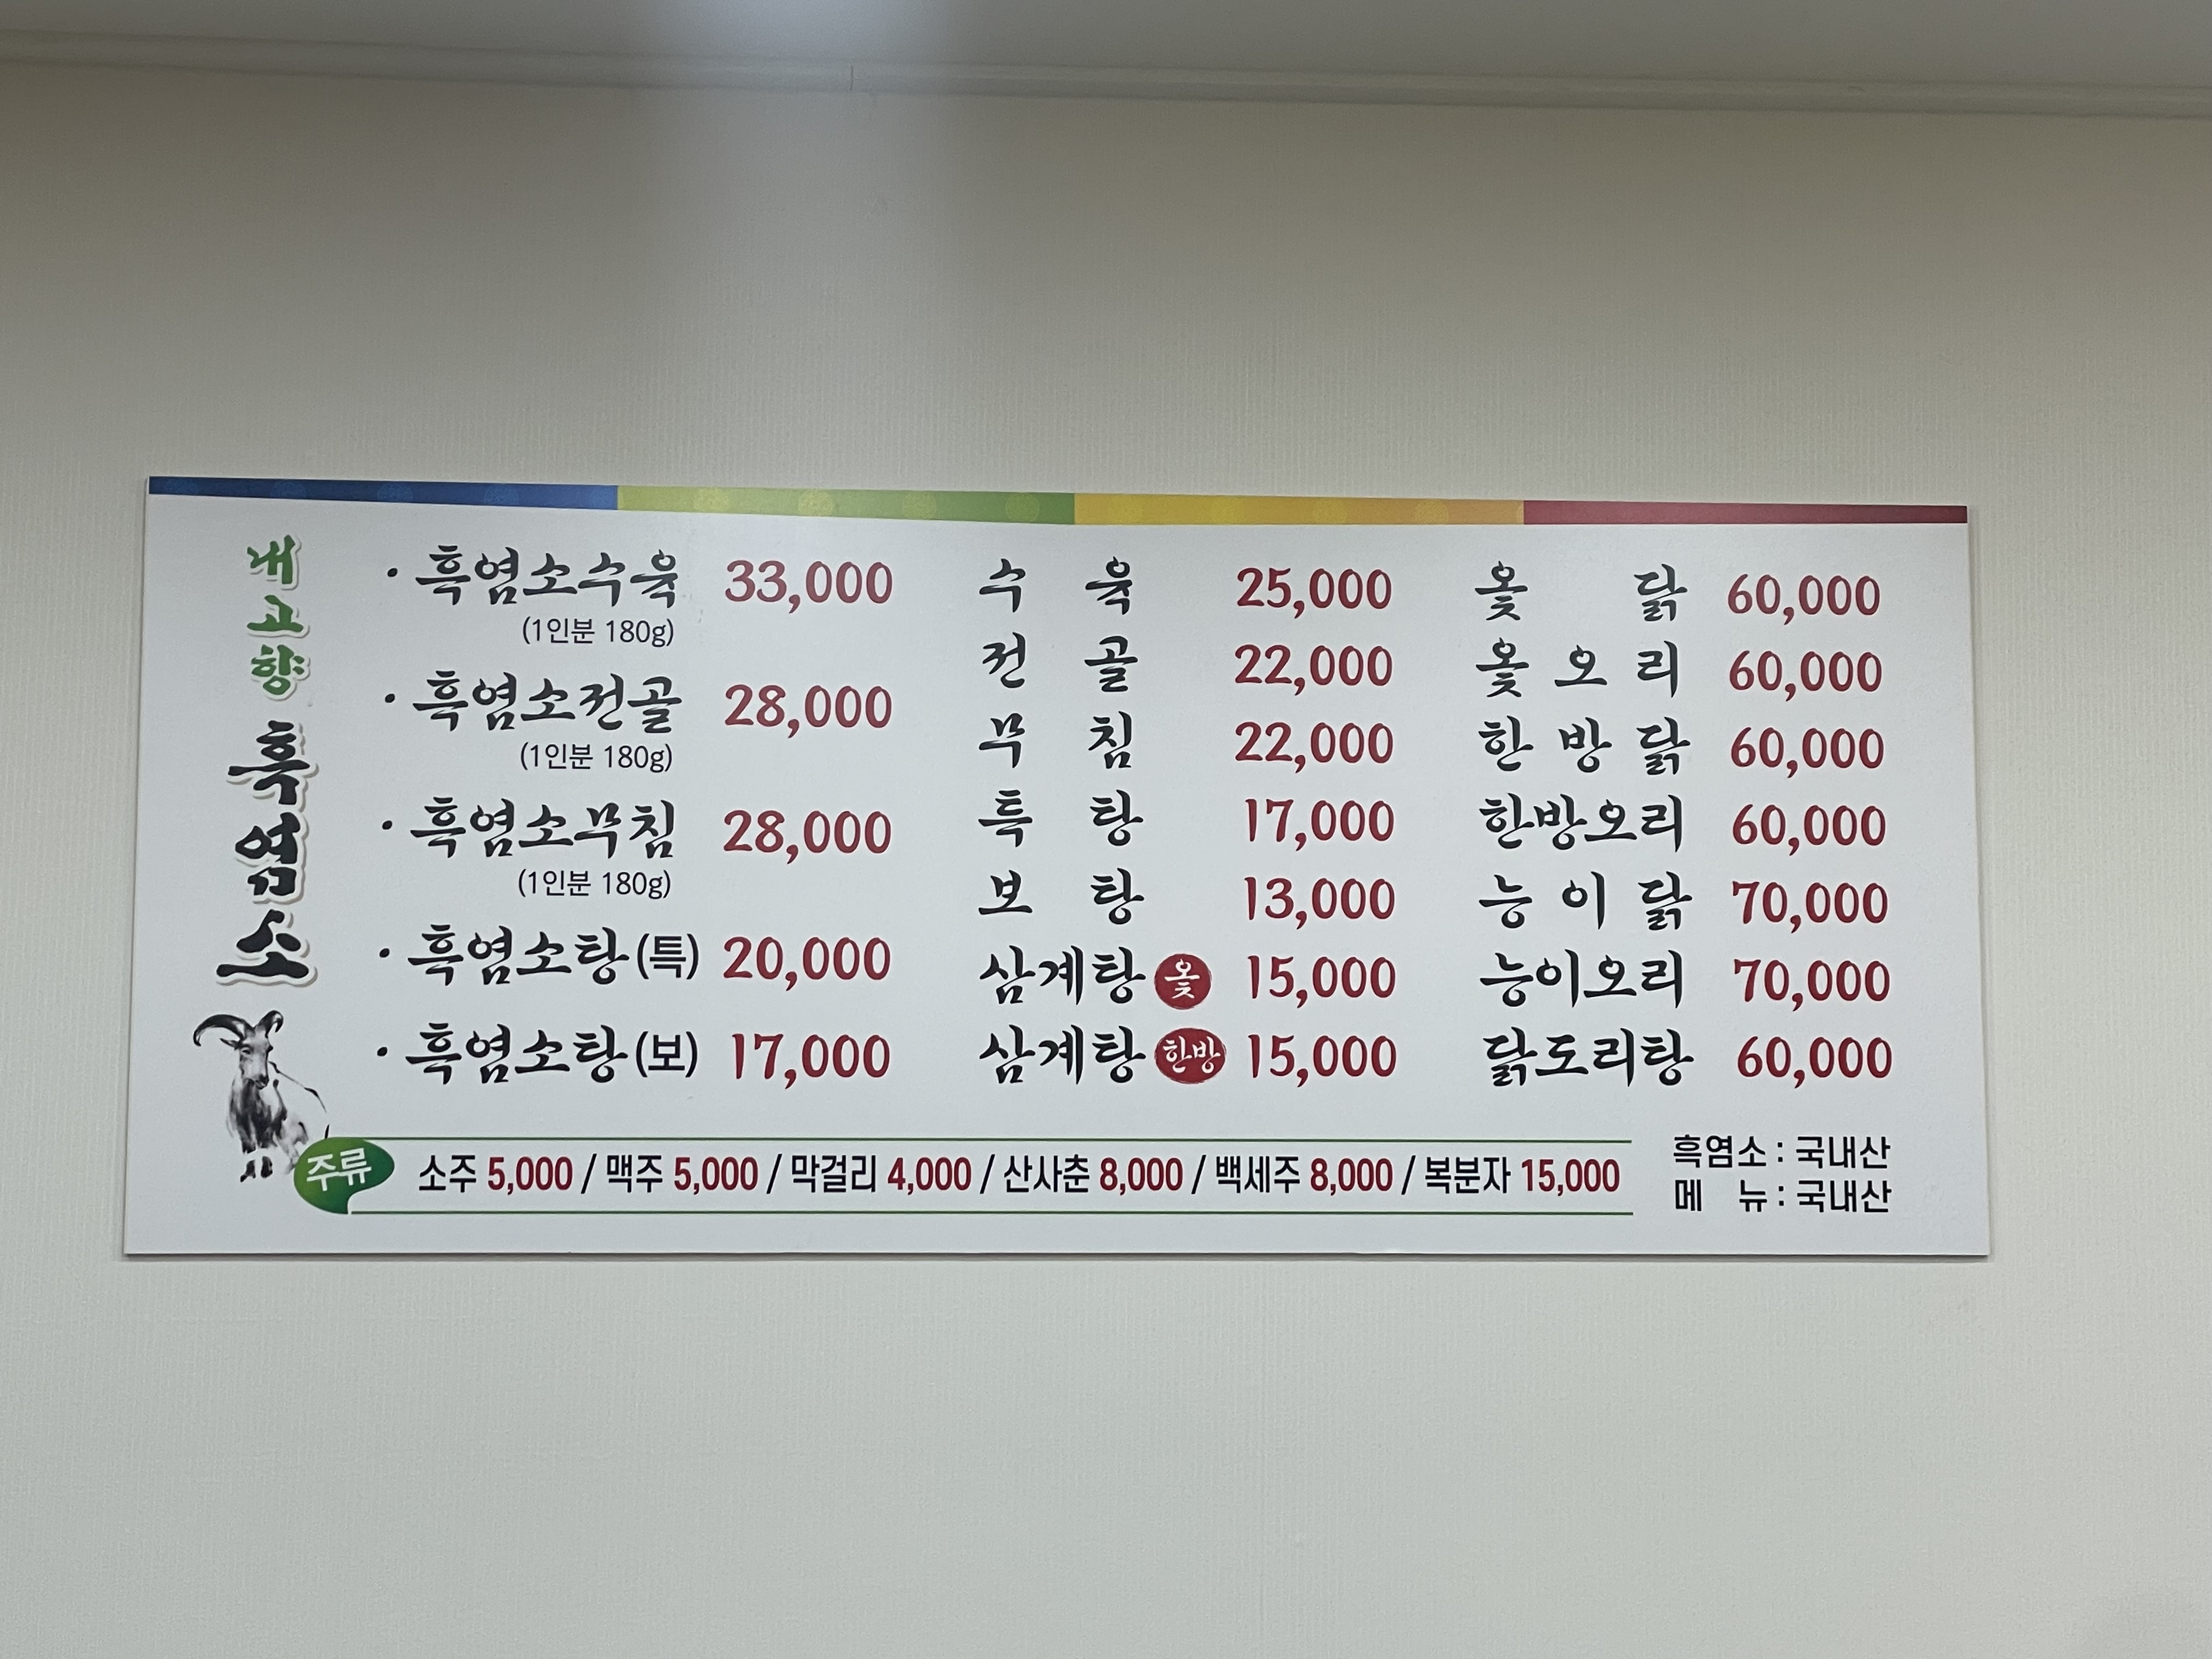 내고향 흑염소
· 흑염소수육 33,000
(1인분 180g)
· 흑염소전골 28,000
(1인분 180g)
· 흑염소무침 28,000
(1인분 180g)
· 흑염소탕(특) 20,000
· 흑염소탕(보) 17,000
수 육 25,000
전 골 22,000
무 침 22,000
특 탕 17,000
보 탕 13,000
삼계탕 옻 15,000
삼계탕 한방 15,000
옻 닭 60,000
옻 오 리 60,000
한 방 닭 60,000
한방오리 60,000
능 이 닭 70,000
능이오리 70,000
닭도리탕 60,000
주류 소주 5,000 / 맥주 5,000 / 막걸리 4,000 / 산사춘 8,000 / 백세주 8,000 / 복분자 15,000
흑염소 : 국내산
메 뉴 : 국내산